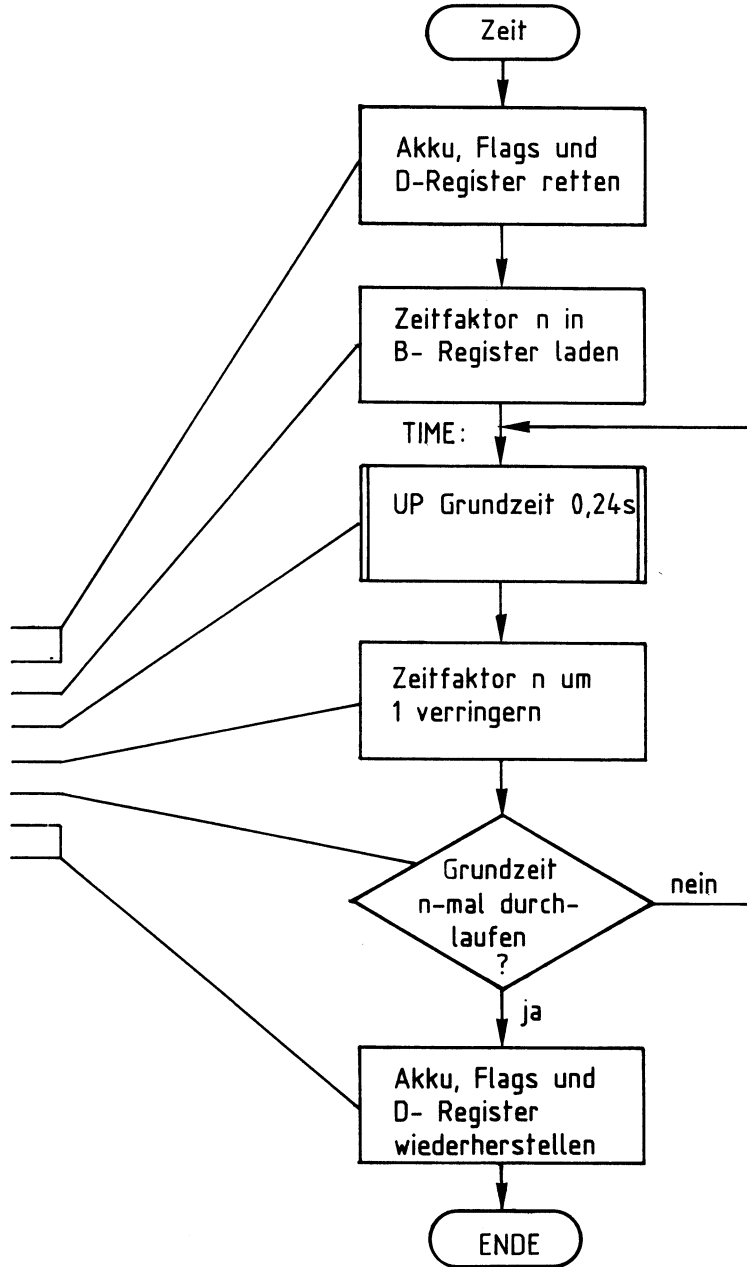 Zeit
Akku, Flags und
D-Register retten
Zeitfaktor n in
B- Register laden
TIME:
UP Grundzeit 0,24s
Zeitfaktor n um
1 verringern
Grundzeit
n-mal durch-
laufen
?
nein
ja
Akku, Flags und
D- Register
wiederherstellen
ENDE